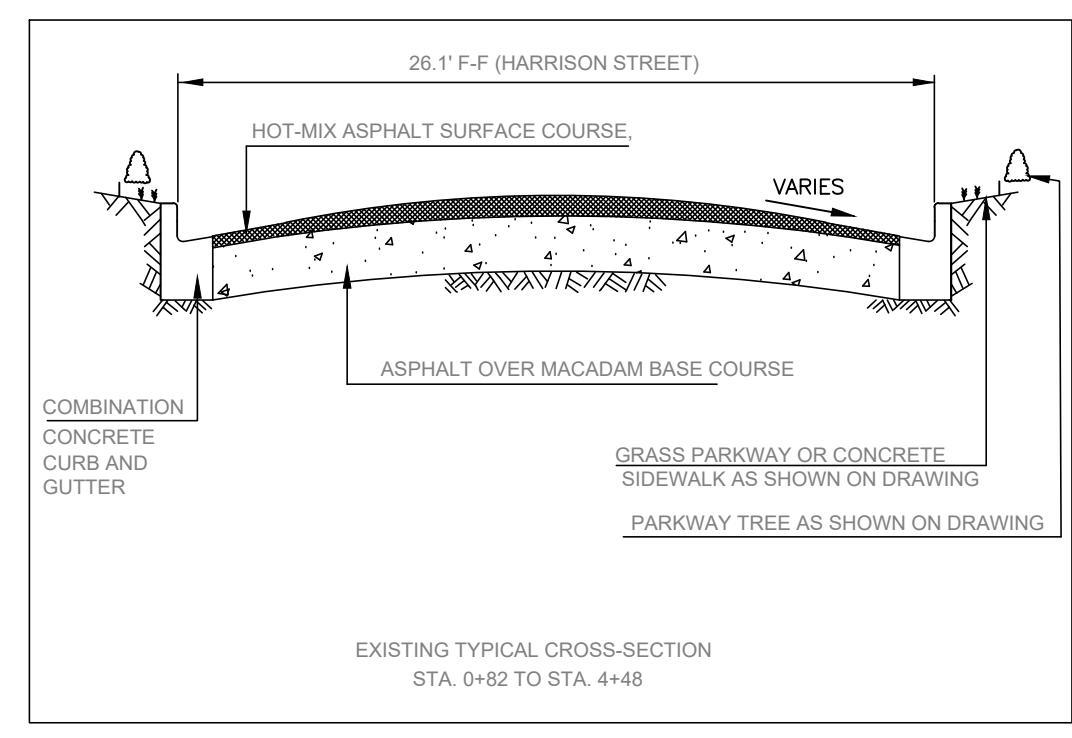 26.1' F-F (HARRISON STREET)
HOT-MIX ASPHALT SURFACE COURSE,
VARIES
ASPHALT OVER MACADAM BASE COURSE
COMBINATION
CONCRETE
CURB AND
GUTTER
GRASS PARKWAY OR CONCRETE
SIDEWALK AS SHOWN ON DRAWING
PARKWAY TREE AS SHOWN ON DRAWING
EXISTING TYPICAL CROSS-SECTION
STA. 0+82 TO STA. 4+48